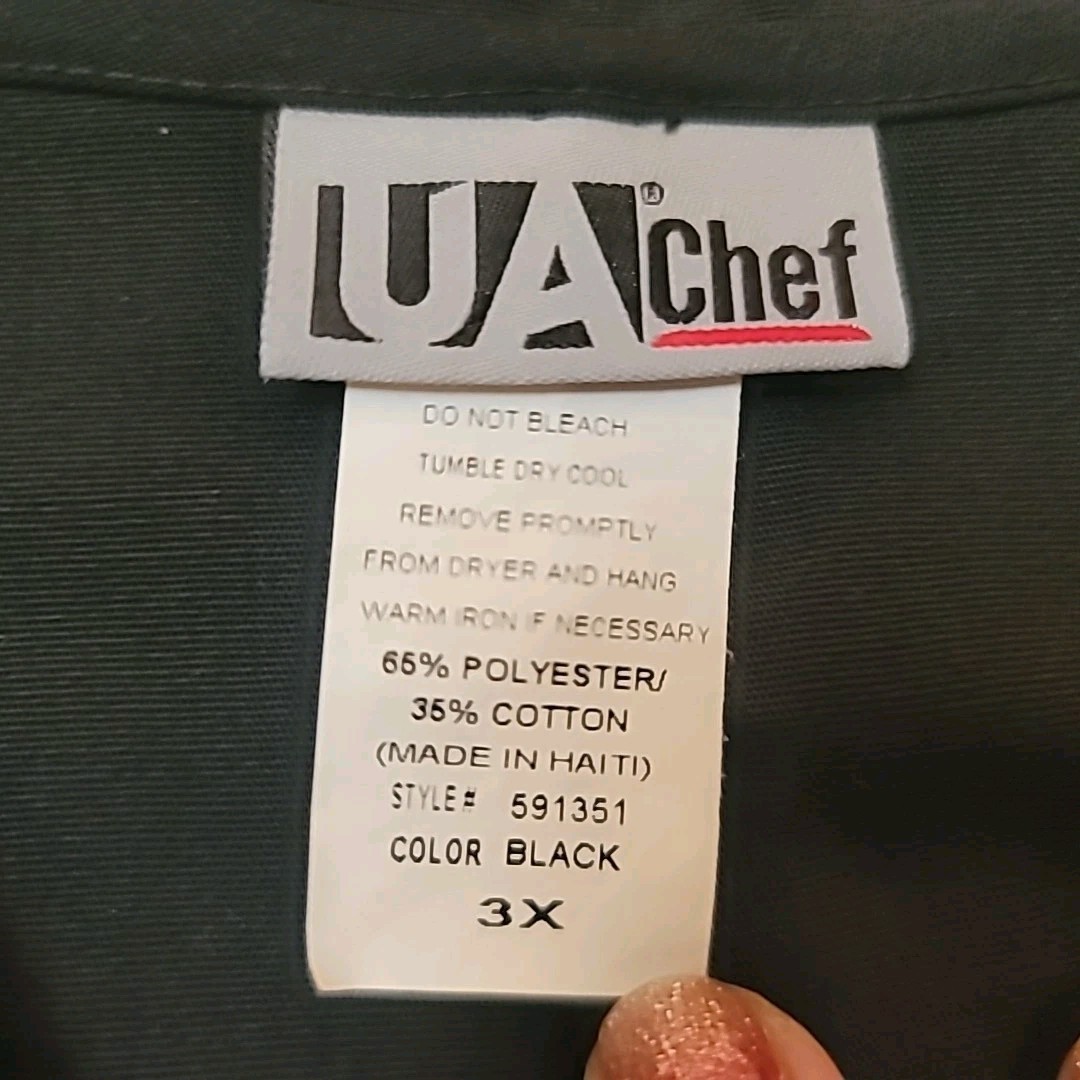 UA® Chef
DO NOT BLEACH
TUMBLE DRY COOL
REMOVE PROMPTLY
FROM DRYER AND HANG
WARM IRON IF NECESSARY
65% POLYESTER/
35% COTTON
(MADE IN HAITI)
STYLE# 591351
COLOR BLACK
3X